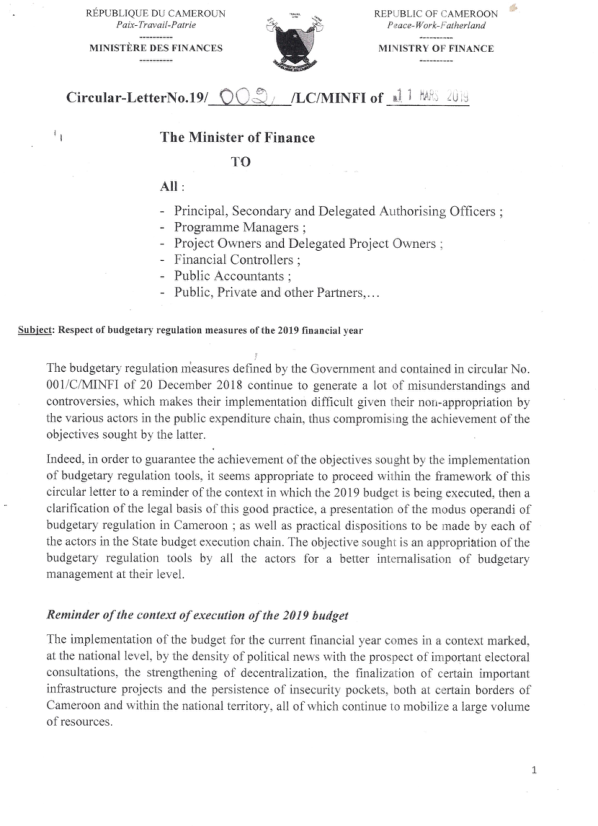 RÉPUBLIQUE DU CAMEROUN
Paix-Travail-Patrie
----------
MINISTÈRE DES FINANCES
----------
REPUBLIC OF CAMEROON
Peace-Work-Fatherland
----------
MINISTRY OF FINANCE
----------
Circular-LetterNo.19/ 002 /LC/MINFI of 11 MARS 2019
The Minister of Finance
TO
All :
- Principal, Secondary and Delegated Authorising Officers ;
- Programme Managers ;
- Project Owners and Delegated Project Owners ;
- Financial Controllers ;
- Public Accountants ;
- Public, Private and other Partners,…
Subject: Respect of budgetary regulation measures of the 2019 financial year
The budgetary regulation measures defined by the Government and contained in circular No.
001/C/MINFI of 20 December 2018 continue to generate a lot of misunderstandings and
controversies, which makes their implementation difficult given their non-appropriation by
the various actors in the public expenditure chain, thus compromising the achievement of the
objectives sought by the latter.
Indeed, in order to guarantee the achievement of the objectives sought by the implementation
of budgetary regulation tools, it seems appropriate to proceed within the framework of this
circular letter to a reminder of the context in which the 2019 budget is being executed, then a
clarification of the legal basis of this good practice, a presentation of the modus operandi of
budgetary regulation in Cameroon ; as well as practical dispositions to be made by each of
the actors in the State budget execution chain. The objective sought is an appropriation of the
budgetary regulation tools by all the actors for a better internalisation of budgetary
management at their level.
Reminder of the context of execution of the 2019 budget
The implementation of the budget for the current financial year comes in a context marked,
at the national level, by the density of political news with the prospect of important electoral
consultations, the strengthening of decentralization, the finalization of certain important
infrastructure projects and the persistence of insecurity pockets, both at certain borders of
Cameroon and within the national territory, all of which continue to mobilize a large volume
of resources.
1